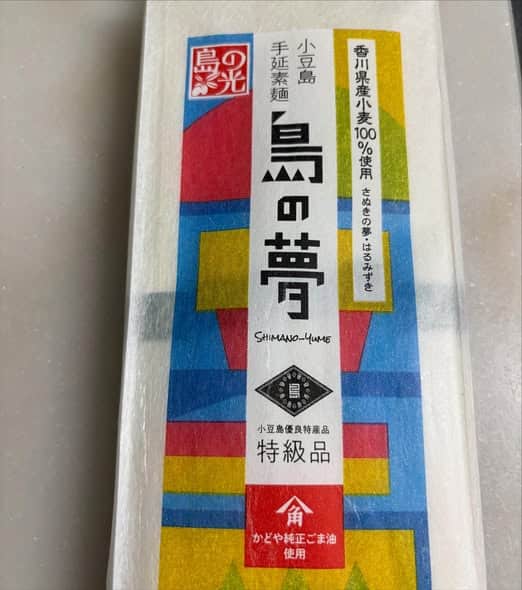 香川県産小麦100%使用 さぬきの夢・はるみずき
小豆島
手延素麺
島の光
島の夢
SHIMANO-YUME
島
小豆島優良特産品
特級品
角
かどや純正ごま油
使用